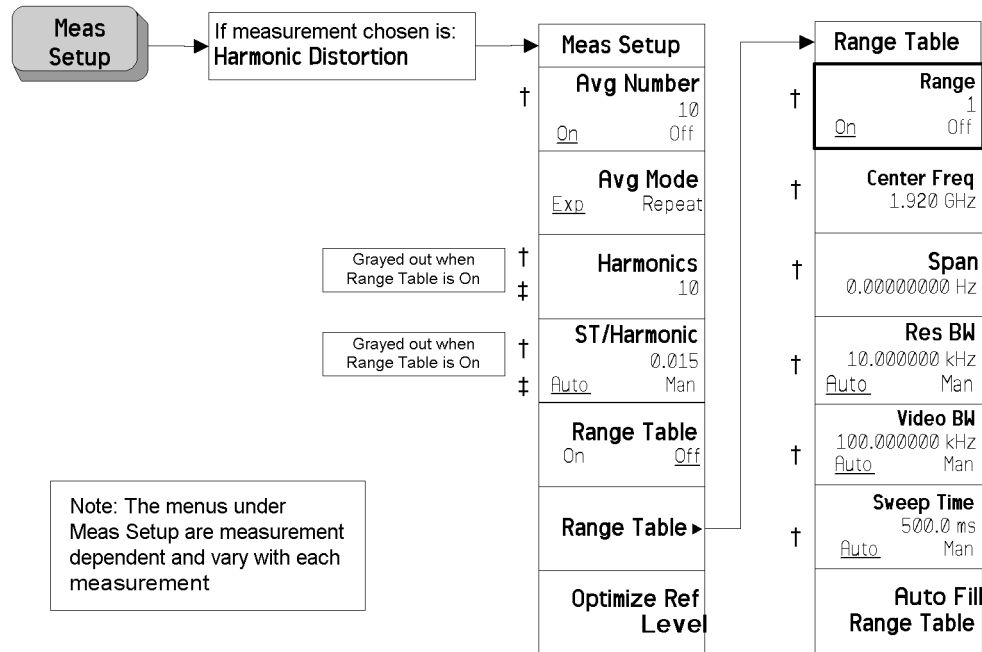 Meas
Setup
If measurement chosen is:
Harmonic Distortion
Meas Setup
†
Avg Number
10
On Off
Avg Mode
Exp Repeat
Grayed out when
Range Table is On
†
‡
Harmonics
10
Grayed out when
Range Table is On
†
‡
ST/Harmonic
0.015
Auto Man
Range Table
On Off
Range Table
Optimize Ref
Level
Note: The menus under
Meas Setup are measurement
dependent and vary with each
measurement
Range Table
†
Range
1
On Off
†
Center Freq
1.920 GHz
†
Span
0.00000000 Hz
†
Res BW
10.000000 kHz
Auto Man
†
Video BW
100.000000 kHz
Auto Man
†
Sweep Time
500.0 ms
Auto Man
Auto Fill
Range Table